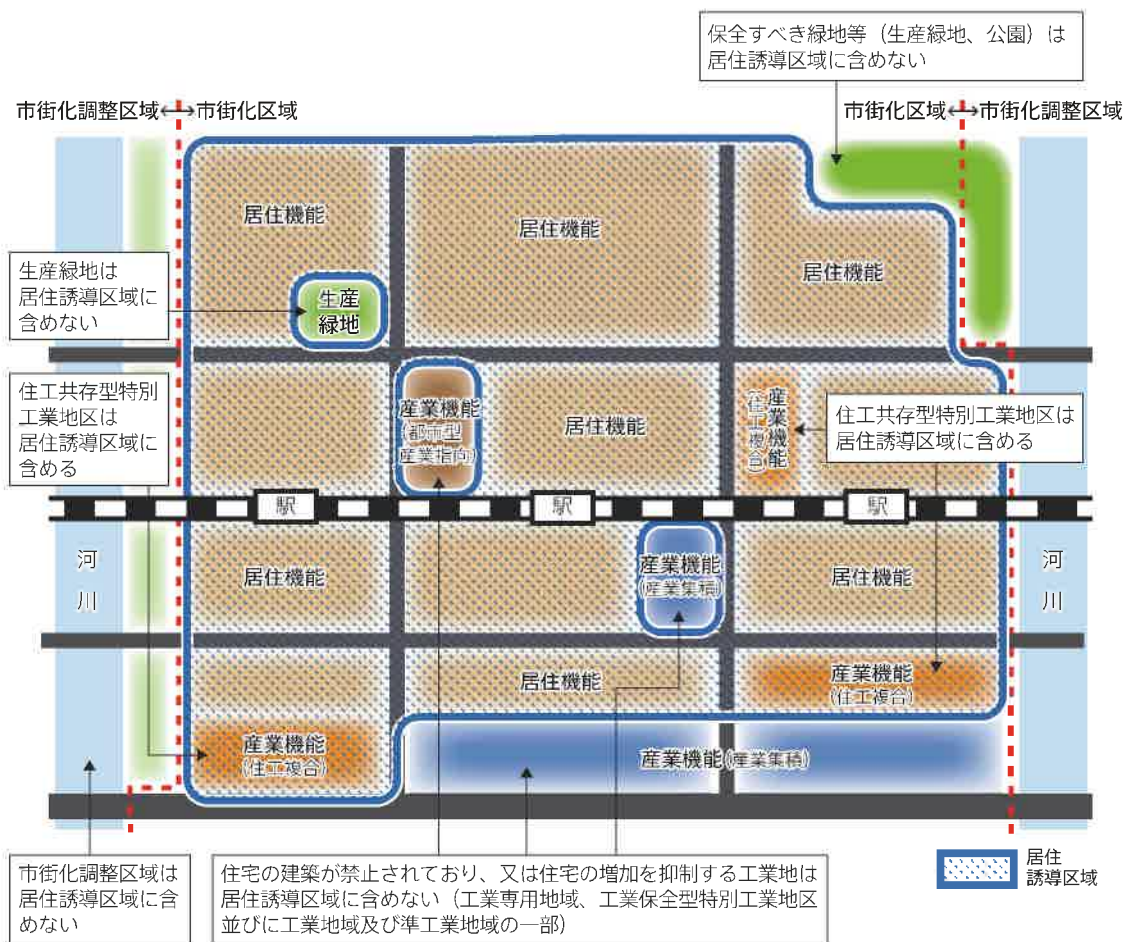 保全すべき緑地等（生産緑地、公園）は
居住誘導区域に含めない
市街化調整区域↔市街化区域
市街化区域↔市街化調整区域
居住機能
居住機能
居住機能
生産緑地は
居住誘導区域に
含めない
生産
緑地
住工共存型特別
工業地区は
居住誘導区域に
含める
産業機能
(都市型
産業指向)
居住機能
産業機能
(住工複合)
住工共存型特別工業地区は
居住誘導区域に含める
駅
駅
駅
河川
居住機能
産業機能
(産業集積)
居住機能
河川
居住機能
産業機能
(住工複合)
産業機能
(住工複合)
産業機能(産業集積)
市街化調整区域は
居住誘導区域に含
めない
住宅の建築が禁止されており、又は住宅の増加を抑制する工業地は
居住誘導区域に含めない（工業専用地域、工業保全型特別工業地区
並びに工業地域及び準工業地域の一部）
居住
誘導区域